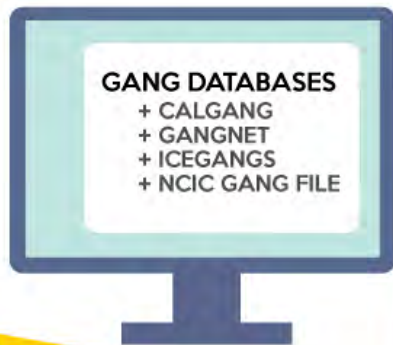 GANG DATABASES
+ CALGANG
+ GANGNET
+ ICEGANGS
+ NCIC GANG FILE